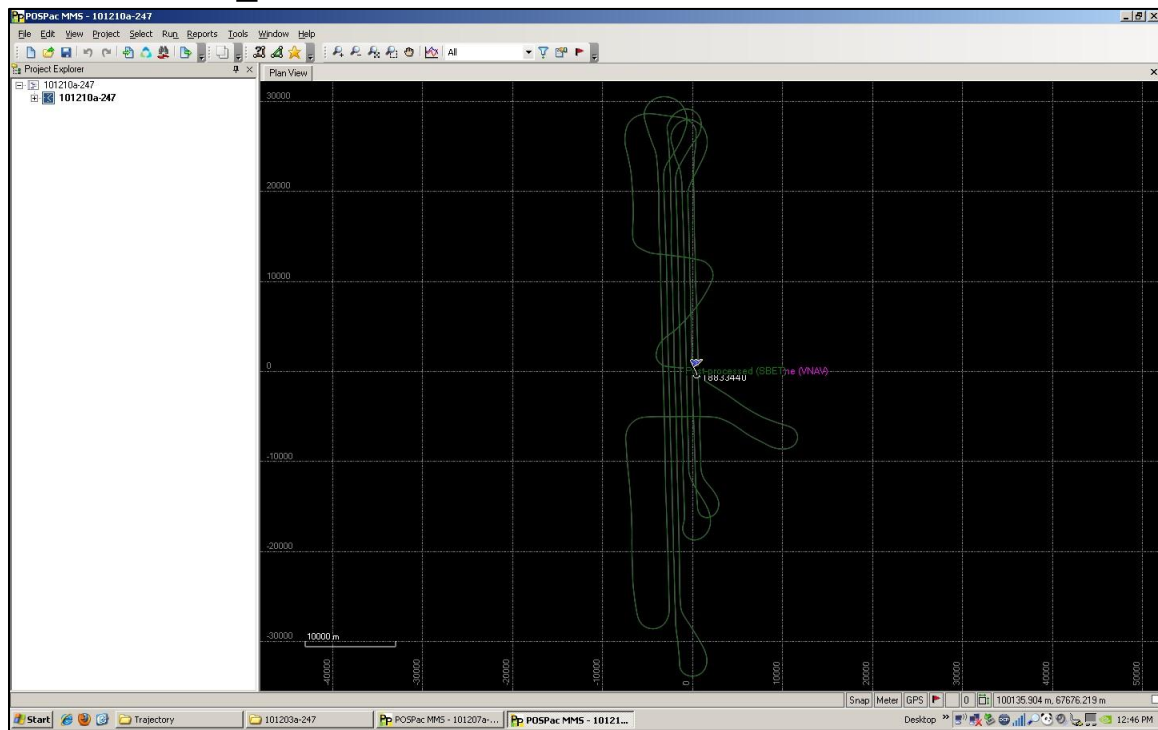 POSPac MMS - 101210a-247
File Edit View Project Select Run Reports Tools Window Help
All
Project Explorer
Plan View
101210a-247
101210a-247
30000
20000
10000
0
-10000
-20000
-30000
10000 m
-40000 -30000 -20000 -10000 0 10000 20000 30000 40000 50000
-processed (SBET ne (VNAV)
18833440
Snap Meter GPS 0 100135.904 m, 67676.219 m
Start Trajectory 101203a-247 POSPac MMS - 101207a-... POSPac MMS - 10121... Desktop » 12:46 PM